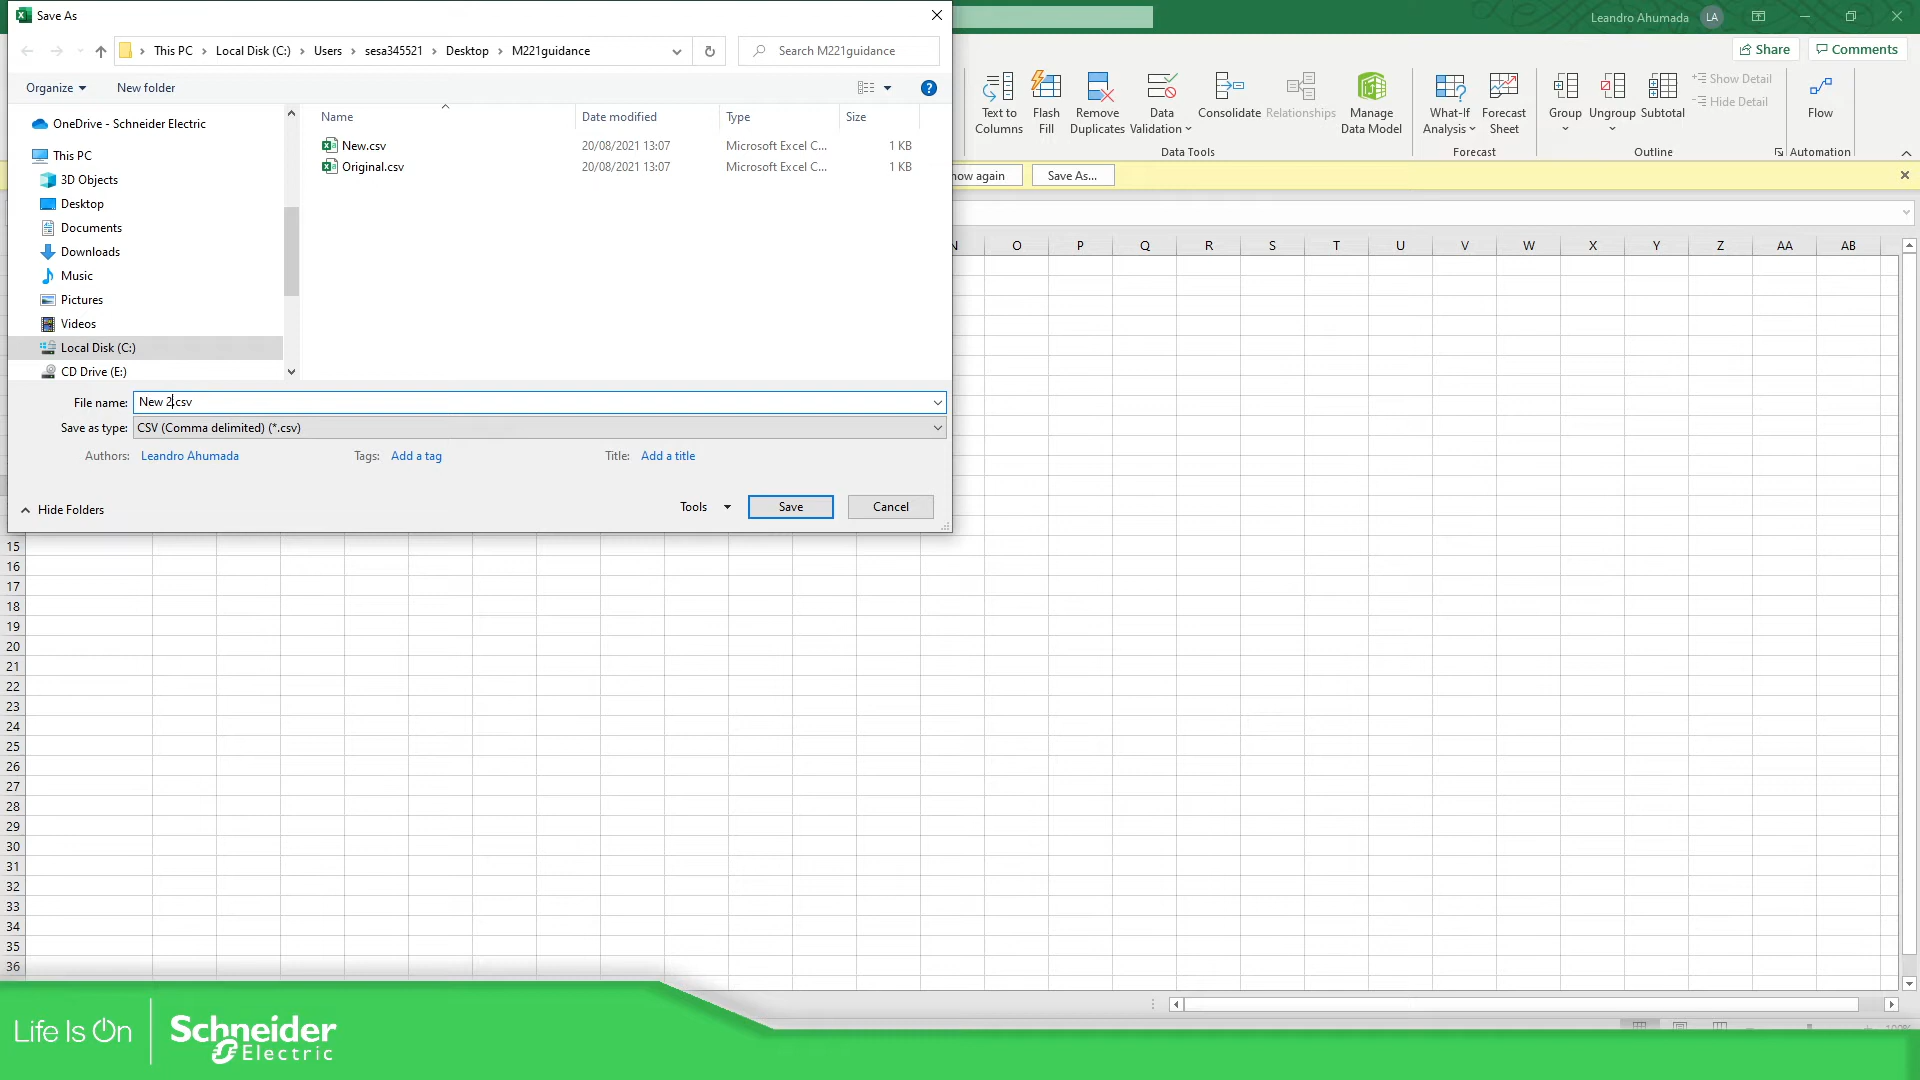 Save As
Leandro Ahumada LA
This PC Local Disk (C:) Users sesa345521 Desktop M221guidance
Search M221guidance
Share Comments
Organize New folder
Name Date modified Type Size
New.csv 20/08/2021 13:07 Microsoft Excel C... 1 KB
Original.csv 20/08/2021 13:07 Microsoft Excel C... 1 KB
OneDrive - Schneider Electric
This PC
3D Objects
Desktop
Documents
Downloads
Music
Pictures
Videos
Local Disk (C:)
CD Drive (E:)
File name: New 2.csv
Save as type: CSV (Comma delimited) (*.csv)
Authors: Leandro Ahumada Tags: Add a tag Title: Add a title
Hide Folders
Tools Save Cancel
Text to Columns
Flash Fill
Remove Duplicates
Data Validation
Consolidate
Relationships
Manage Data Model
What-If Analysis
Forecast Sheet
Group
Ungroup
Subtotal
Show Detail
Hide Detail
Flow
Data Tools Forecast Outline Automation
again Save As...
N O P Q R S T U V W X Y Z AA AB
15
16
17
18
19
20
21
22
23
24
25
26
27
28
29
30
31
32
33
34
35
36
Life Is On
Schneider
Electric